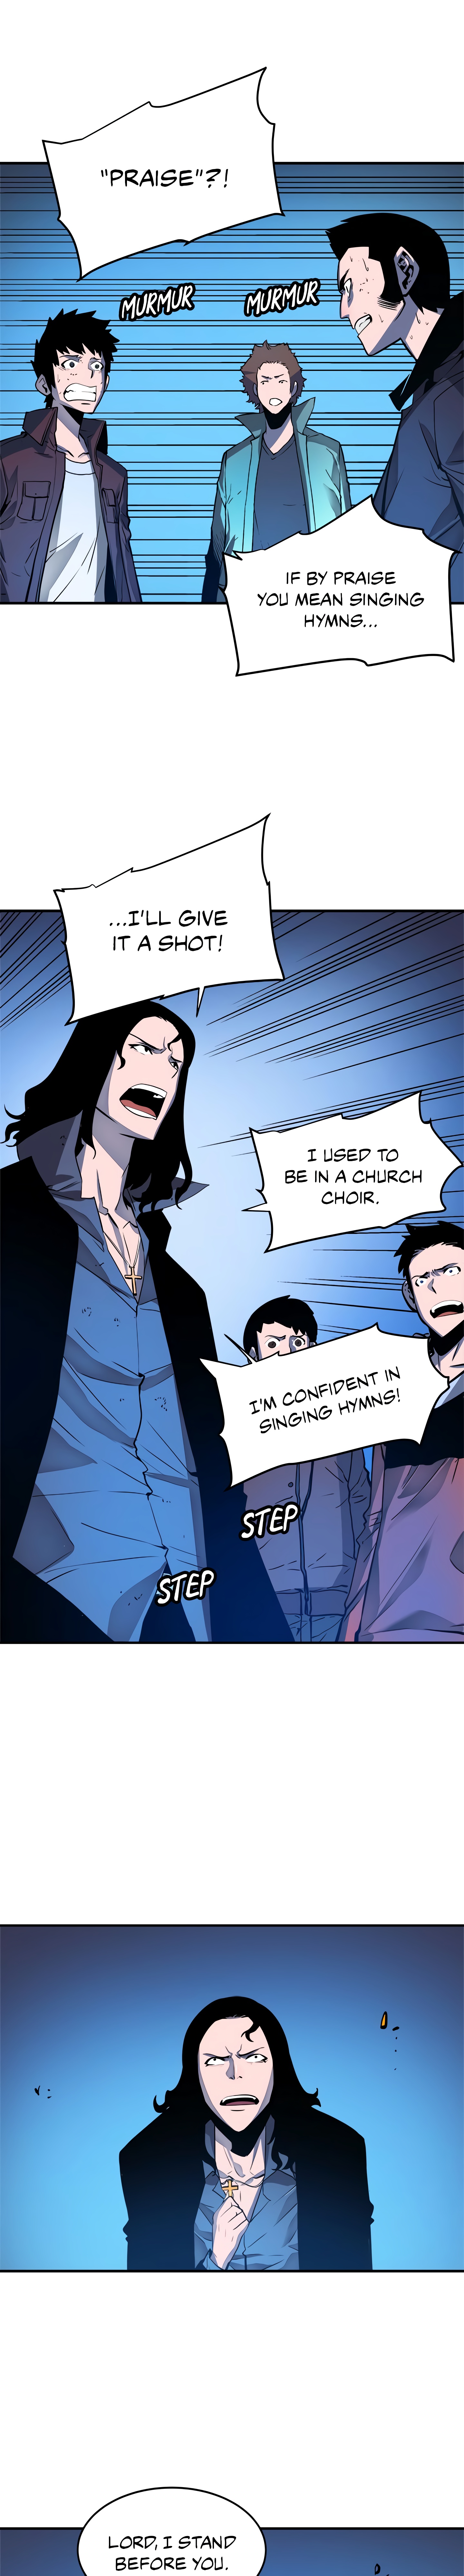 "PRAISE"?!
MURMUR
MURMUR
IF BY PRAISE
YOU MEAN SINGING
HYMNS...
...I'LL GIVE
IT A SHOT!
I USED TO
BE IN A CHURCH
CHOIR.
I'M CONFIDENT IN
SINGING HYMNS!
STEP
STEP
LORD, I STAND
BEFORE YOU.